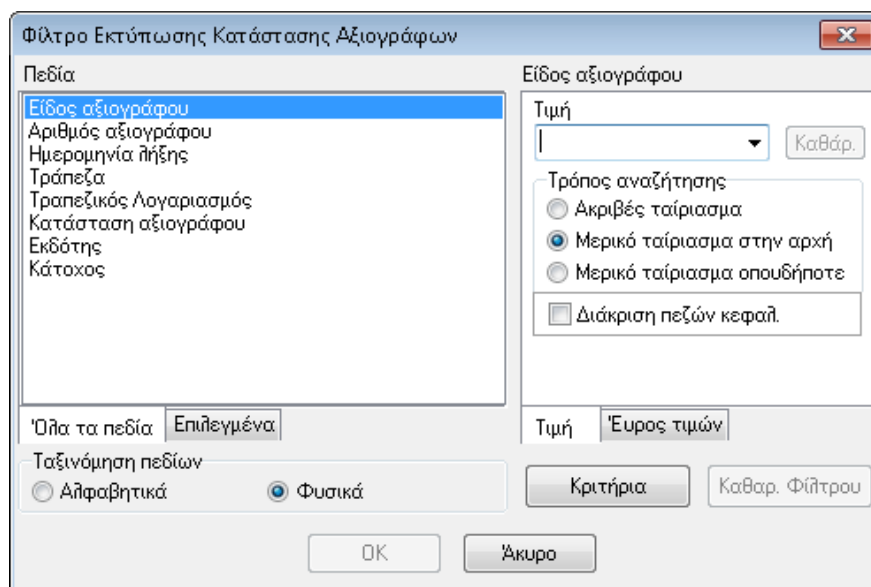 Φίλτρο Εκτύπωσης Κατάστασης Αξιογράφων
Πεδία
Είδος αξιογράφου
Αριθμός αξιογράφου
Ημερομηνία λήξης
Τράπεζα
Τραπεζικός Λογαριασμός
Κατάσταση αξιογράφου
Εκδότης
Κάτοχος
Όλα τα πεδία
Επιλεγμένα
Ταξινόμηση πεδίων
Αλφαβητικά
Φυσικά
Είδος αξιογράφου
Τιμή
Καθάρ.
Τρόπος αναζήτησης
Ακριβές ταίριασμα
Μερικό ταίριασμα στην αρχή
Μερικό ταίριασμα οπουδήποτε
Διάκριση πεζών κεφαλ.
Τιμή
Έυρος τιμών
Κριτήρια
Καθαρ. Φίλτρου
OK
Άκυρο